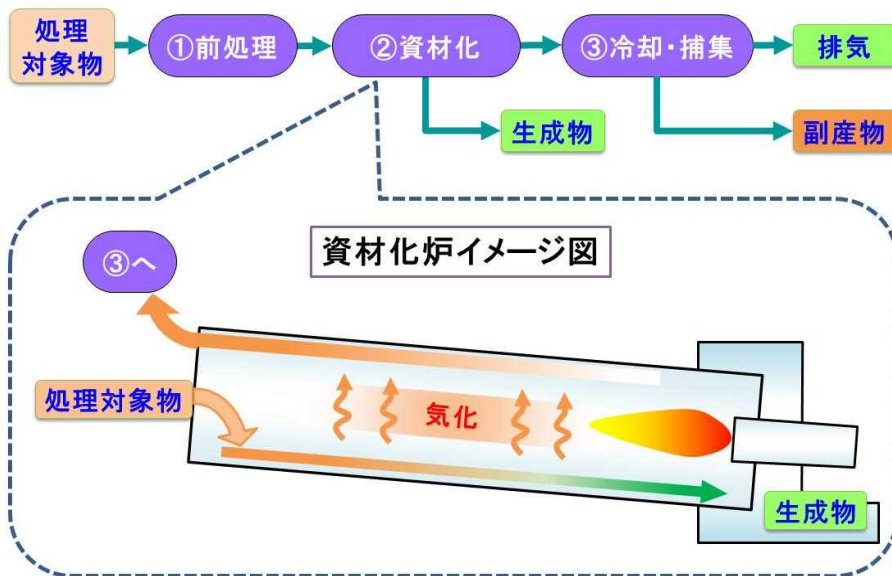 処理
対象物
①前処理
②資材化
③冷却・捕集
排気
生成物
副産物
資材化炉イメージ図
③へ
処理対象物
気化
生成物